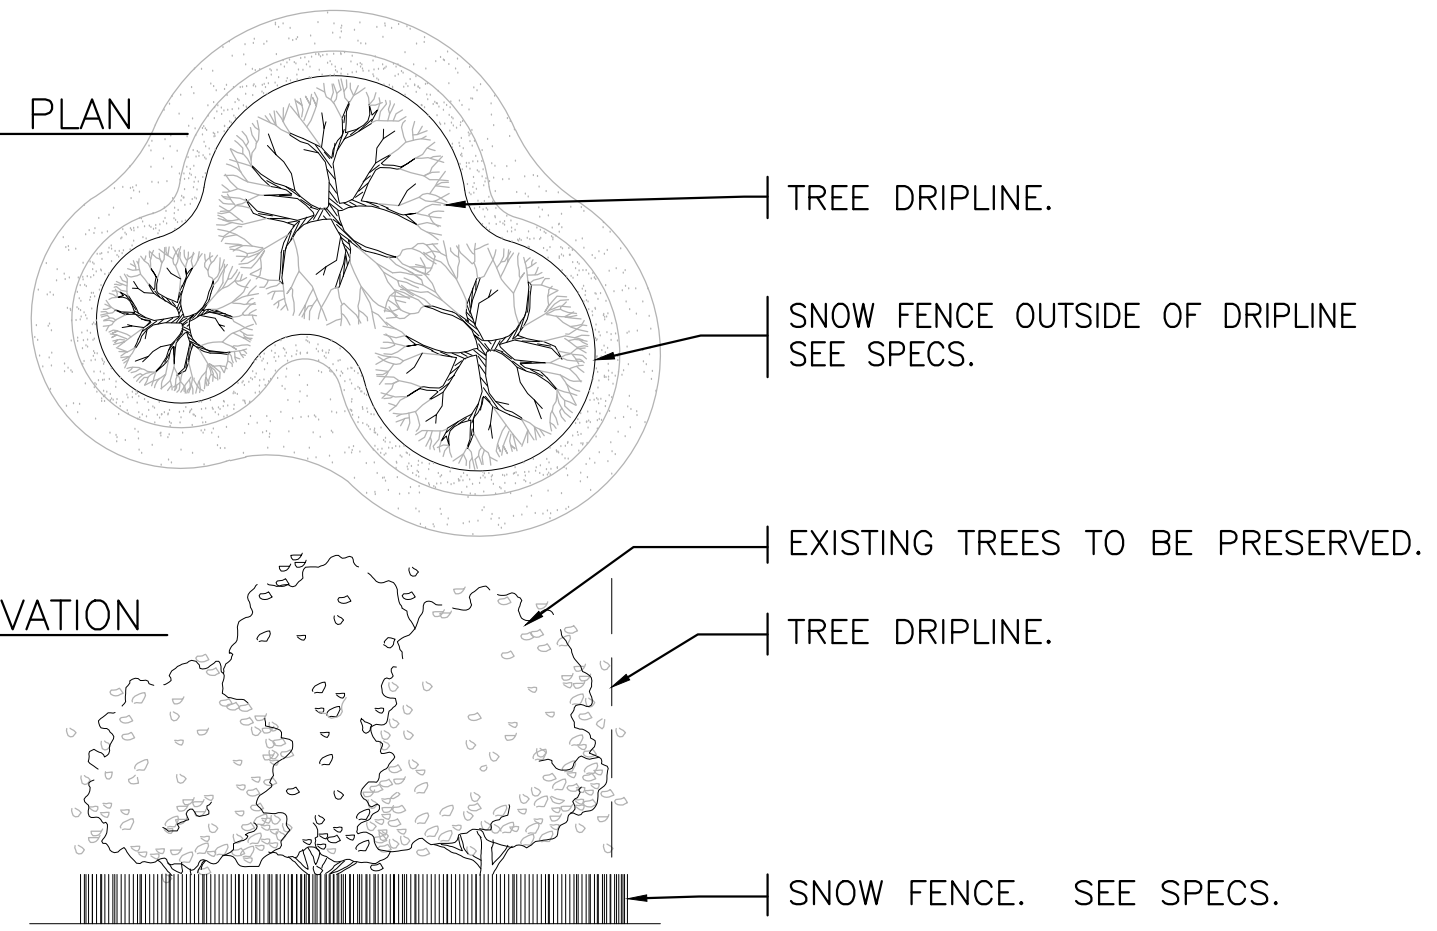 PLAN
TREE DRIPLINE.
SNOW FENCE OUTSIDE OF DRIPLINE
SEE SPECS.
EXISTING TREES TO BE PRESERVED.
VATION
TREE DRIPLINE.
SNOW FENCE. SEE SPECS.